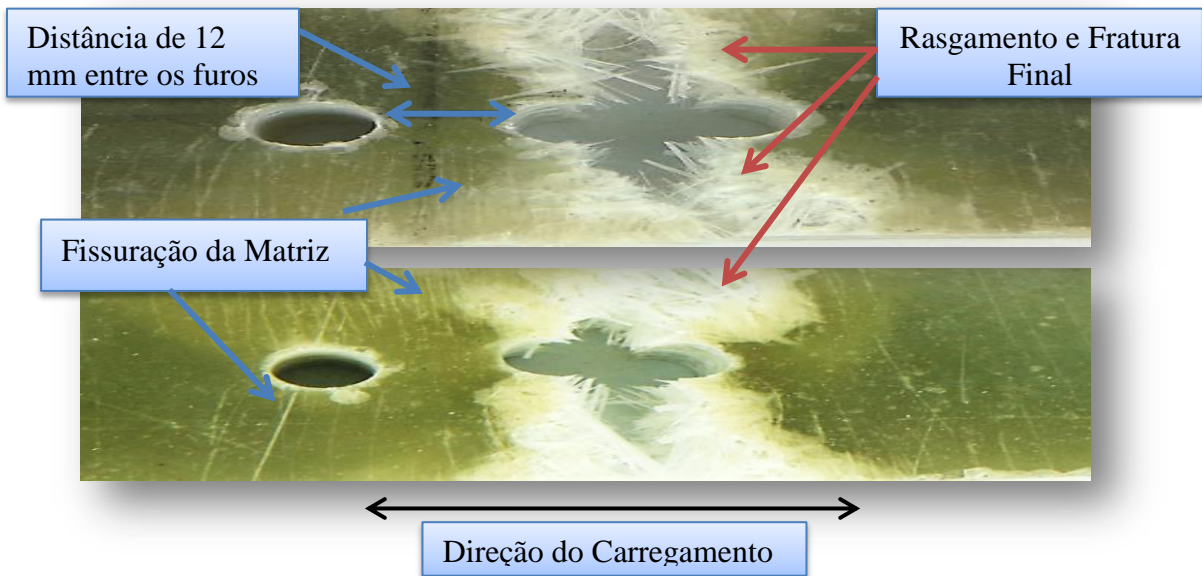 Distância de 12
mm entre os furos
Rasgamento e Fratura
Final
Fissuração da Matriz
Direção do Carregamento